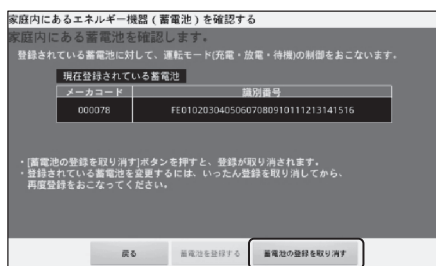 家庭内にあるエネルギー機器(蓄電池)を確認する
家庭内にある蓄電池を確認します。
登録されている蓄電池に対して、運転モード(充電・放電・待機)の制御をおこないます。
現在登録されている蓄電池
メーカコード 識別番号
000078 FE01020304050607080910111213141516
・[蓄電池の登録を取り消す]ボタンを押すと、登録が取り消されます。
・登録されている蓄電池を変更するには、いったん登録を取り消してから、
再度登録をおこなってください。
戻る 蓄電池を登録する 蓄電池の登録を取り消す